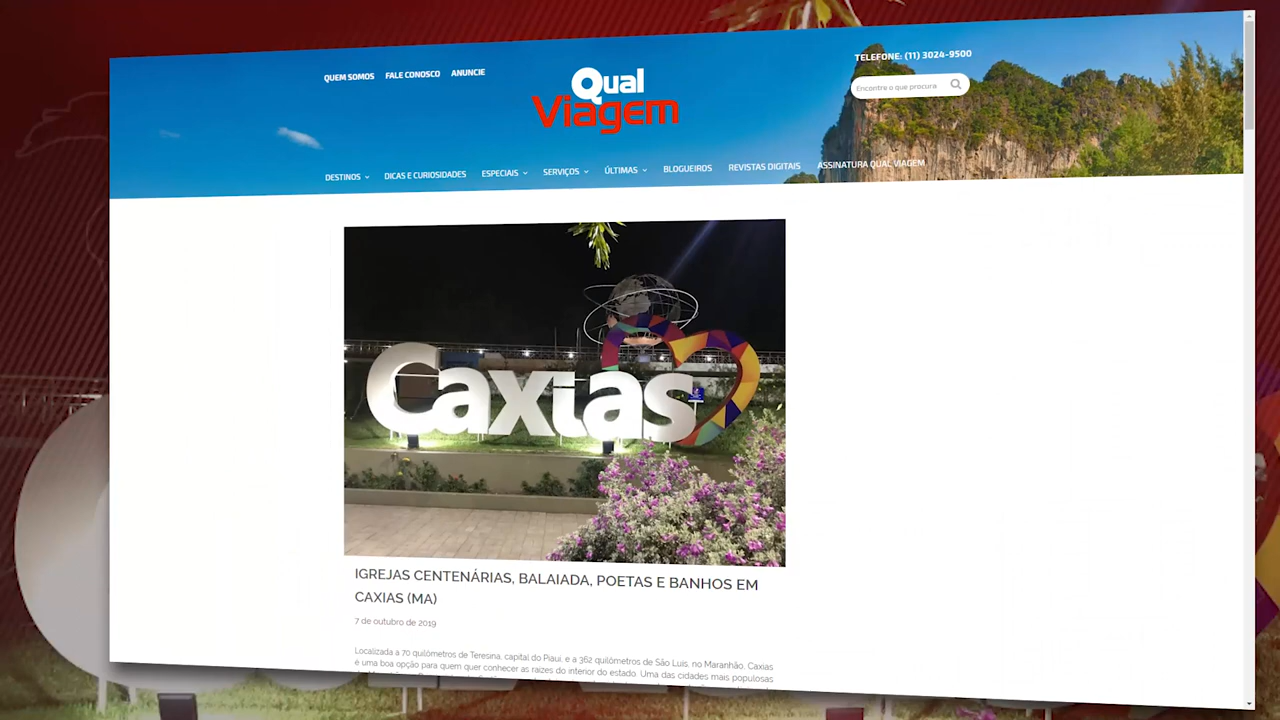 QUEM SOMOS FALE CONOSCO ANUNCIE
Qual
Viagem
TELEFONE: (11) 3024-9500
Encontre o que procura
DESTINOS DICAS E CURIOSIDADES ESPECIAIS SERVIÇOS ÚLTIMAS BLOGUEIROS REVISTAS DIGITAIS ASSINATURA QUAL VIAGEM
Caxias
IGREJAS CENTENÁRIAS, BALAIADA, POETAS E BANHOS EM
CAXIAS (MA)
7 de outubro de 2019
Localizada a 70 quilômetros de Teresina, capital do Piauí, e a 362 quilômetros de São Luís, no Maranhão, Caxias
é uma boa opção para quem quer conhecer as raízes do interior do estado. Uma das cidades mais populosas